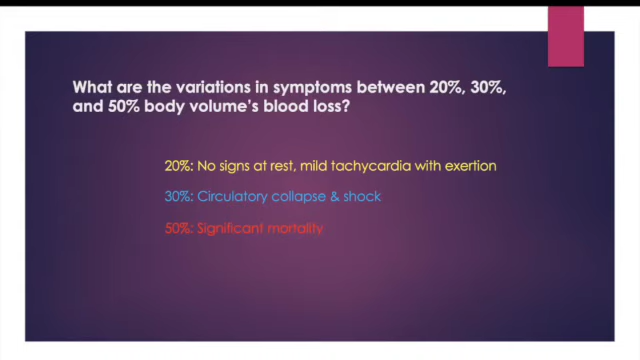 What are the variations in symptoms between 20%, 30%,
and 50% body volume's blood loss?
20%: No signs at rest, mild tachycardia with exertion
30%: Circulatory collapse & shock
50%: Significant mortality